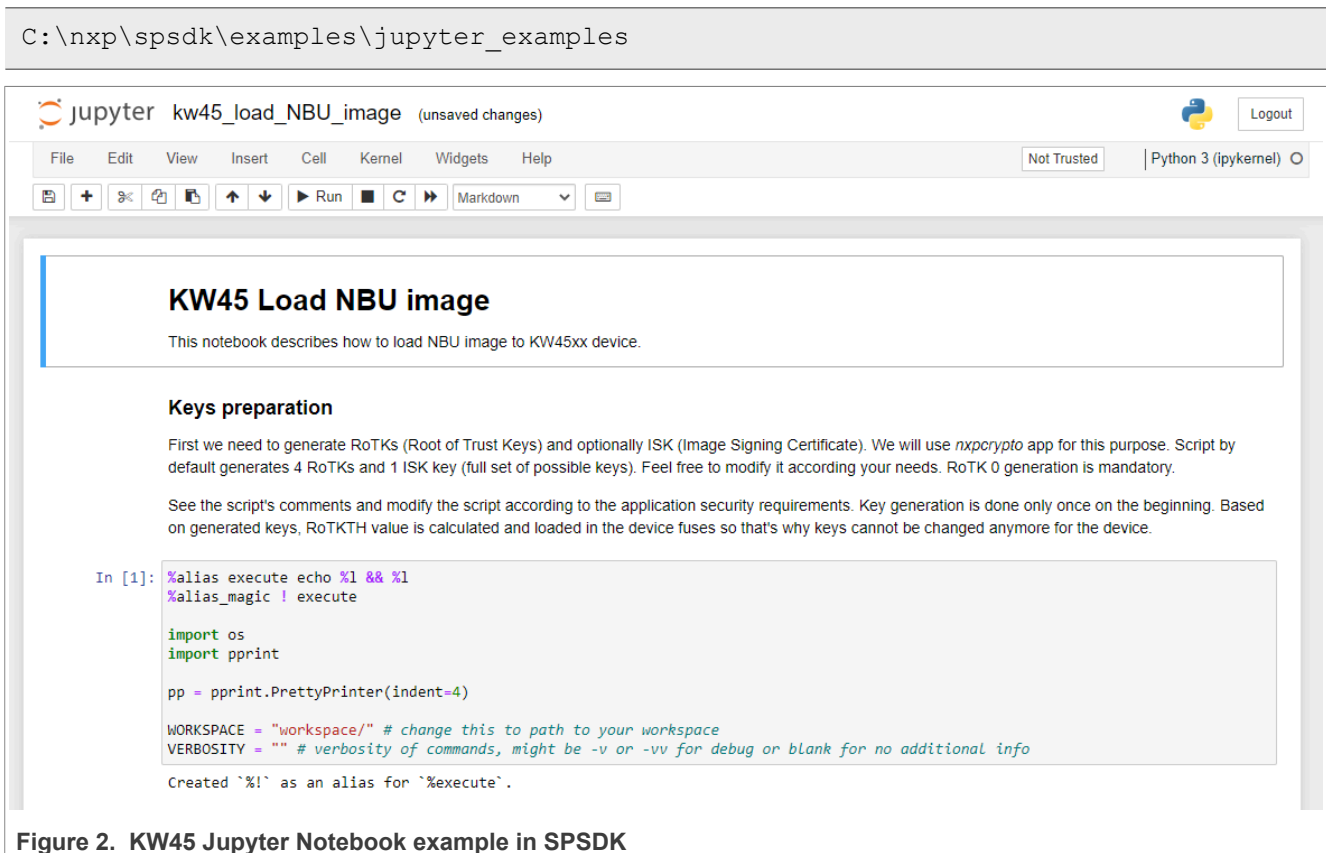 C:\nxp\spsdk\examples\jupyter_examples
jupyter kw45_load_NBU_image (unsaved changes) Logout
File Edit View Insert Cell Kernel Widgets Help Not Trusted Python 3 (ipykernel)
Run Markdown
KW45 Load NBU image
This notebook describes how to load NBU image to KW45xx device.
Keys preparation
First we need to generate RoTKs (Root of Trust Keys) and optionally ISK (Image Signing Certificate). We will use nxpcrypto app for this purpose. Script by
default generates 4 RoTKs and 1 ISK key (full set of possible keys). Feel free to modify it according your needs. RoTK 0 generation is mandatory.
See the script's comments and modify the script according to the application security requirements. Key generation is done only once on the beginning. Based
on generated keys, RoTKTH value is calculated and loaded in the device fuses so that's why keys cannot be changed anymore for the device.
In [1]: %alias execute echo %l && %l
%alias_magic ! execute
import os
import pprint
pp = pprint.PrettyPrinter(indent=4)
WORKSPACE = "workspace/" # change this to path to your workspace
VERBOSITY = "" # verbosity of commands, might be -v or -vv for debug or blank for no additional info
Created `%!` as an alias for `%execute`.
Figure 2. KW45 Jupyter Notebook example in SPSDK